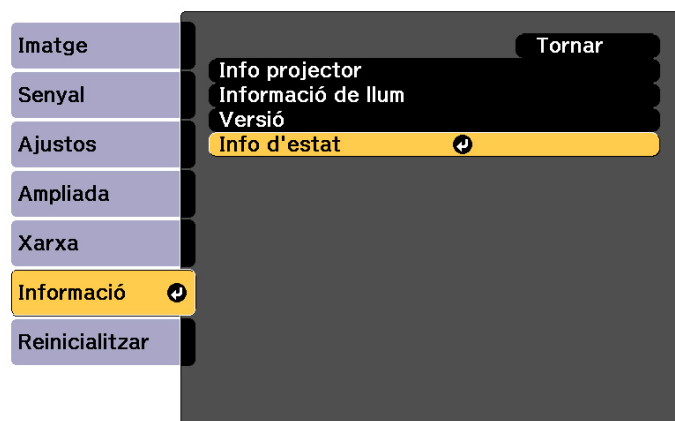 Imatge
Senyal
Ajustos
Ampliada
Xarxa
Informació
Reinicialitzar
Tornar
Info projector
Informació de llum
Versió
Info d'estat